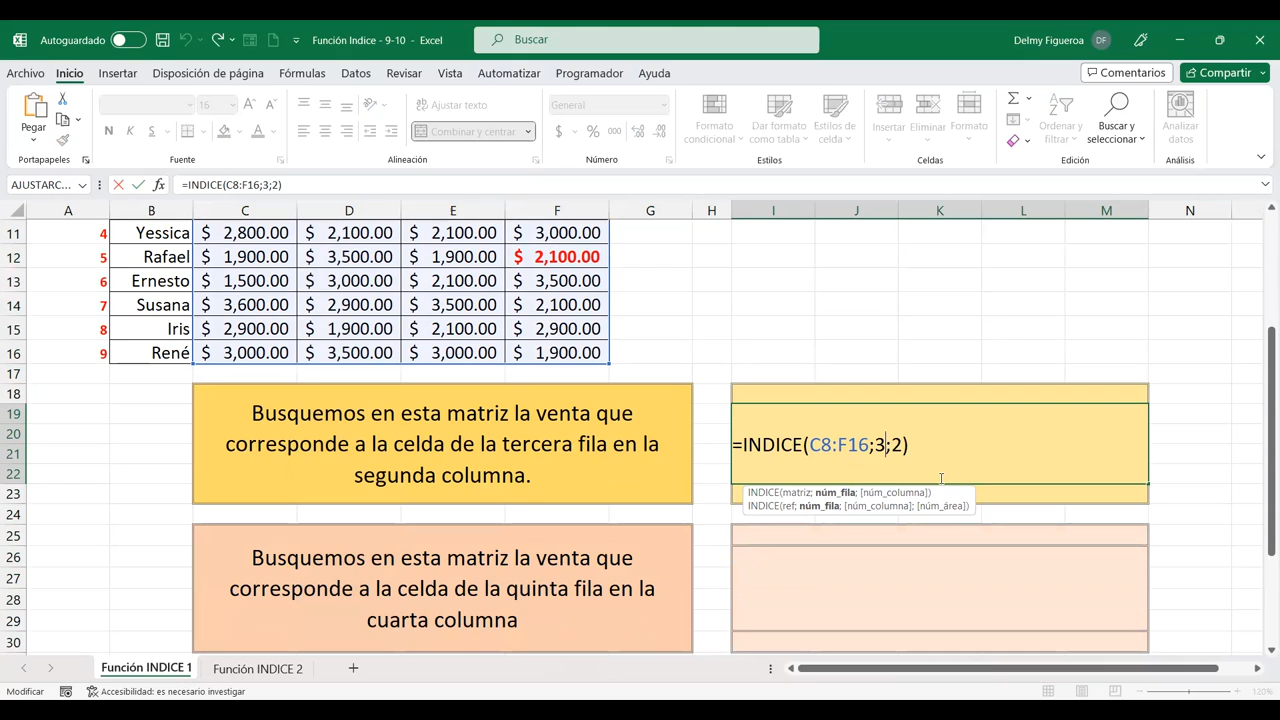 Autoguardado
Función Indice - 9-10 - Excel
Buscar
Delmy Figueroa
DF
Archivo Inicio Insertar Disposición de página Fórmulas Datos Revisar Vista Automatizar Programador Ayuda
Comentarios
Compartir
Pegar
16
Ajustar texto
Combinar y centrar
General
Formato condicional
Dar formato como tabla
Estilos de celda
Insertar
Eliminar
Formato
Ordenar y filtrar
Buscar y seleccionar
Analizar datos
Portapapeles
Fuente
Alineación
Número
Estilos
Celdas
Edición
Análisis
AJUSTARC...
=INDICE(C8:F16;3;2)
A B C D E F G H I J K L M N
11 4 Yessica $ 2,800.00 $ 2,100.00 $ 2,100.00 $ 3,000.00
12 5 Rafael $ 1,900.00 $ 3,500.00 $ 1,900.00 $ 2,100.00
13 6 Ernesto $ 1,500.00 $ 3,000.00 $ 2,100.00 $ 3,500.00
14 7 Susana $ 3,600.00 $ 2,900.00 $ 3,500.00 $ 2,100.00
15 8 Iris $ 2,900.00 $ 1,900.00 $ 2,100.00 $ 2,900.00
16 9 René $ 3,000.00 $ 3,500.00 $ 3,000.00 $ 1,900.00
17
18
19
20
21
22
23
24
25
26
27
28
29
30
Busquemos en esta matriz la venta que
corresponde a la celda de la tercera fila en la
segunda columna.
=INDICE(C8:F16;3;2)
INDICE(matriz; núm_fila; [núm_columna])
INDICE(ref; núm_fila; [núm_columna]; [núm_área])
Busquemos en esta matriz la venta que
corresponde a la celda de la quinta fila en la
cuarta columna
Función INDICE 1
Función INDICE 2
Modificar
Accesibilidad: es necesario investigar
120%